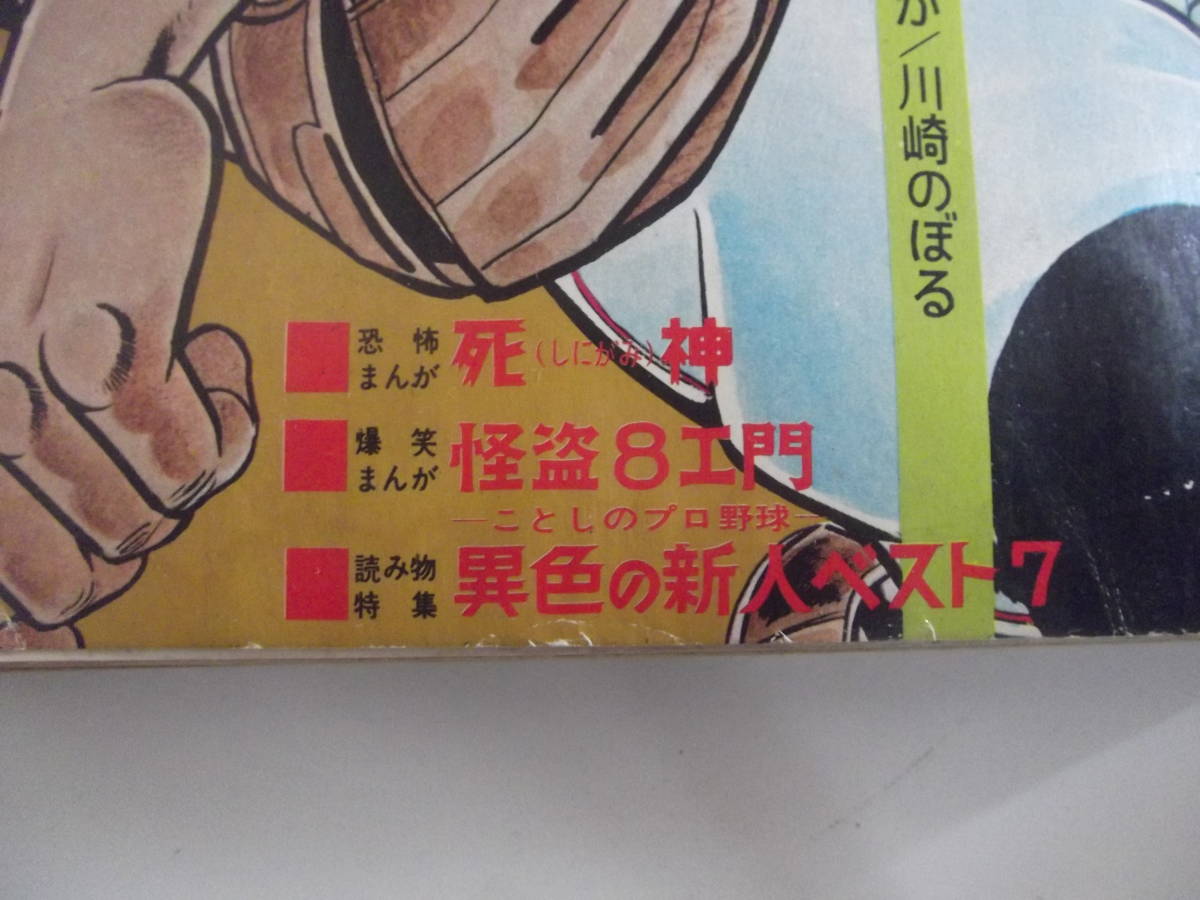 が/川崎のぼる
恐怖まんが 死(しにがみ)神
爆笑まんが 怪盗8エ門
―ことしのプロ野球―
読み物特集 異色の新人ベスト7